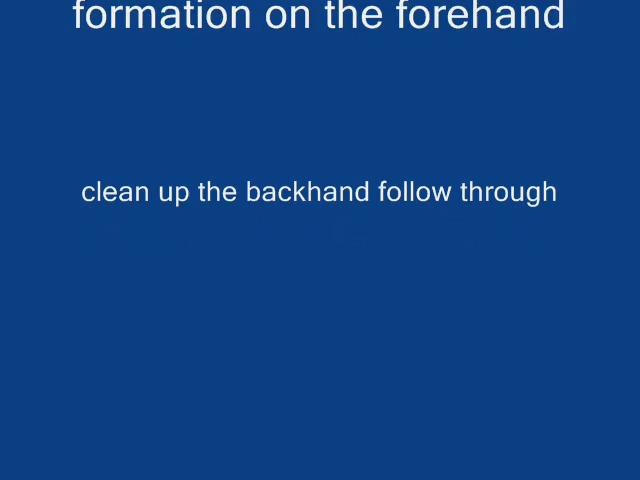 formation on the forehand
clean up the backhand follow through